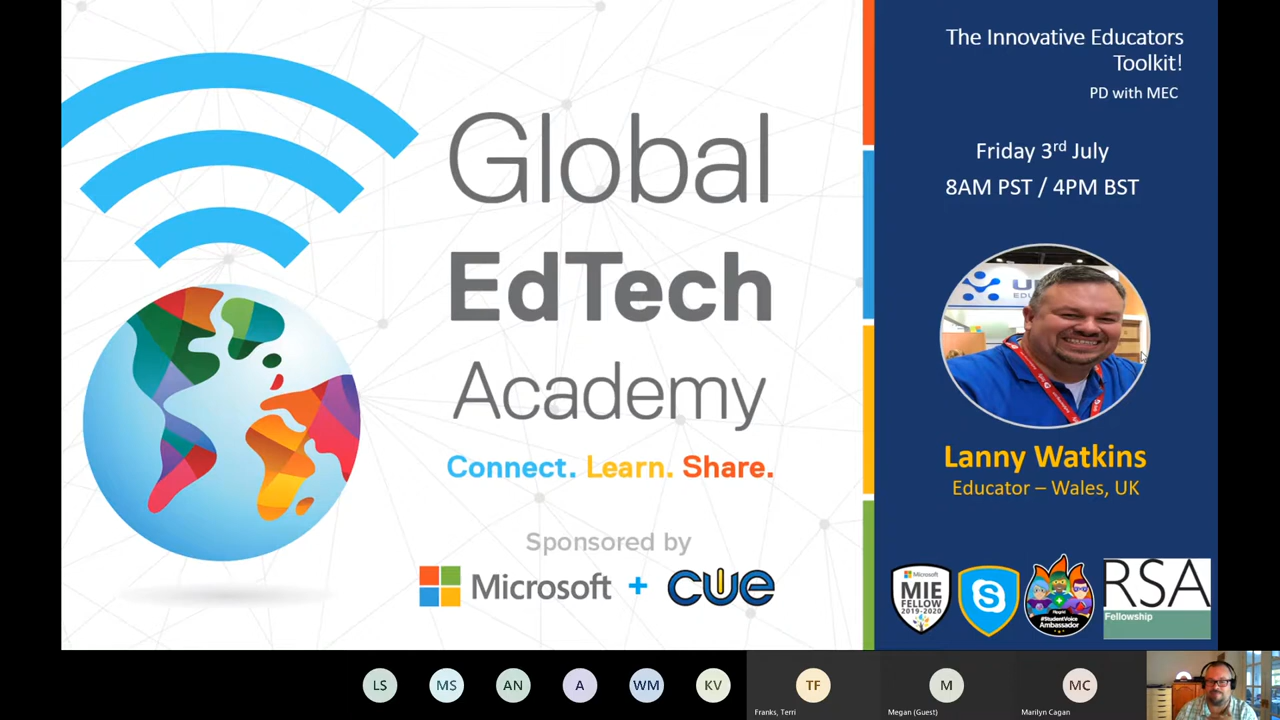 Global
EdTech
Academy
Connect. Learn. Share.
Sponsored by
Microsoft + cue
The Innovative Educators
Toolkit!
PD with MEC
Friday 3rd July
8AM PST / 4PM BST
Lanny Watkins
Educator – Wales, UK
Microsoft
MIE
FELLOW
2019-2020
S
#StudentVoice
Ambassador
RSA
Fellowship
LS
MS
AN
A
WM
KV
TF
M
MC
Franks, Terri
Megan (Guest)
Marilyn Cagan